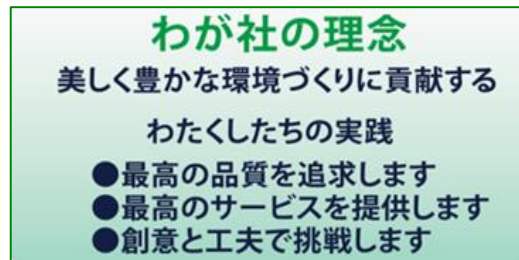 わが社の理念
美しく豊かな環境づくりに貢献する
わたくしたちの実践
●最高の品質を追求します
●最高のサービスを提供します
●創意と工夫で挑戦します